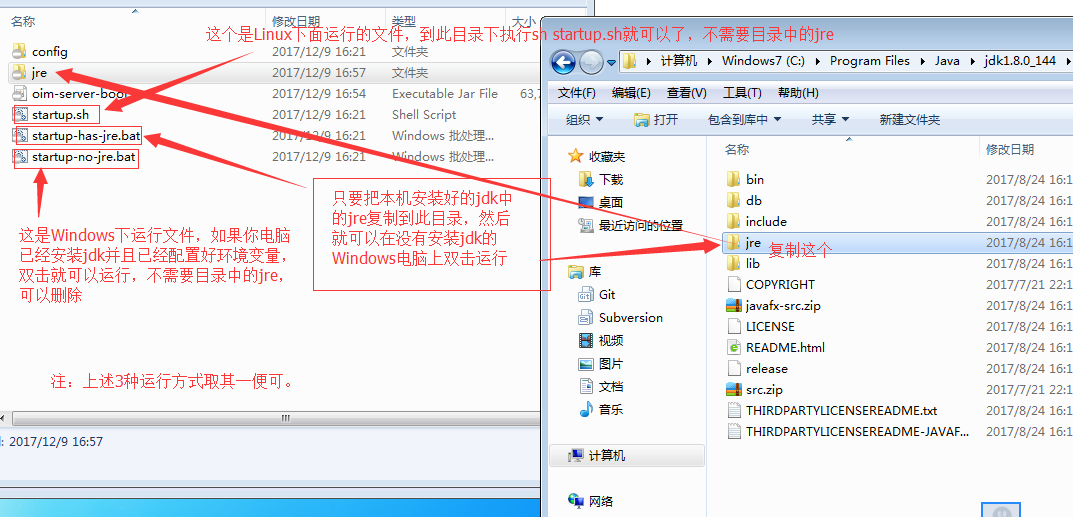 名称 修改日期 类型 大小
这个是Linux下面运行的文件，到此目录下执行sh startup.sh就可以了，不需要目录中的jre
config 2017/12/9 16:21 文件夹
jre 2017/12/9 16:57 文件夹
oim-server-boo 2017/12/9 16:54 Executable Jar File 63,7
startup.sh 2017/12/9 16:21 Shell Script
startup-has-jre.bat 2017/12/9 16:21 Windows 批处理...
startup-no-jre.bat 2017/12/9 16:21 Windows 批处理...
只要把本机安装好的jdk中
的jre复制到此目录，然后
就可以在没有安装jdk的
Windows电脑上双击运行
这是Windows下运行文件，如果你电脑
已经安装jdk并且已经配置好环境变量，
双击就可以运行，不需要目录中的jre，
可以删除
注：上述3种运行方式取其一便可。
: 2017/12/9 16:57
计算机 Windows7 (C:) Program Files Java jdk1.8.0_144
文件(F) 编辑(E) 查看(V) 工具(T) 帮助(H)
组织 打开 包含到库中 共享 新建文件夹
收藏夹
下载
桌面
最近访问的位置
库
Git
Subversion
视频
图片
文档
音乐
计算机
网络
名称 修改日期
bin 2017/8/24 16:1
db 2017/8/24 16:1
include 2017/8/24 16:1
jre 2017/8/24 16:1
复制这个
lib 2017/8/24 16:1
COPYRIGHT 2017/7/21 22:1
javafx-src.zip 2017/8/24 16:1
LICENSE 2017/8/24 16:1
README.html 2017/8/24 16:1
release 2017/8/24 16:1
src.zip 2017/7/21 22:1
THIRDPARTYLICENSEREADME.txt 2017/8/24 16:1
THIRDPARTYLICENSEREADME-JAVAF... 2017/8/24 16:1